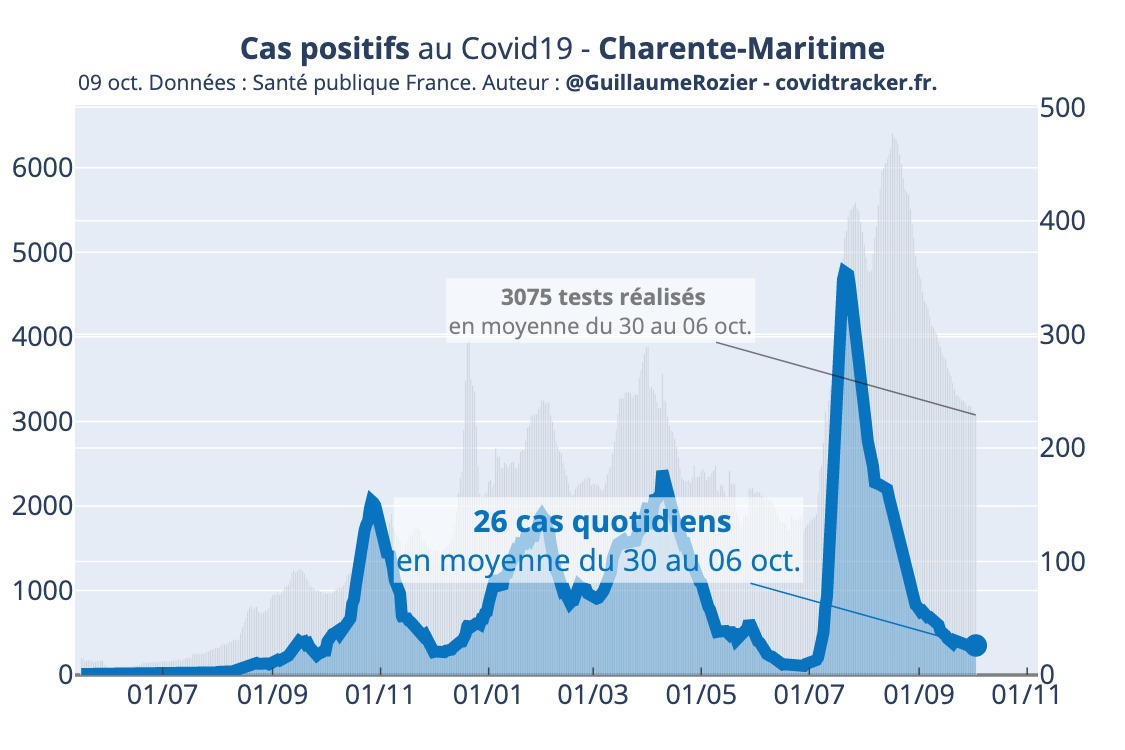 Cas positifs au Covid19 - Charente-Maritime
09 oct. Données : Santé publique France. Auteur : @GuillaumeRozier - covidtracker.fr.
500
6000
400
5000
3075 tests réalisés
en moyenne du 30 au 06 oct.
300
4000
3000
200
2000
26 cas quotidiens
en moyenne du 30 au 06 oct.
100
1000
0
0
01/07 01/09 01/11 01/01 01/03 01/05 01/07 01/09 01/11